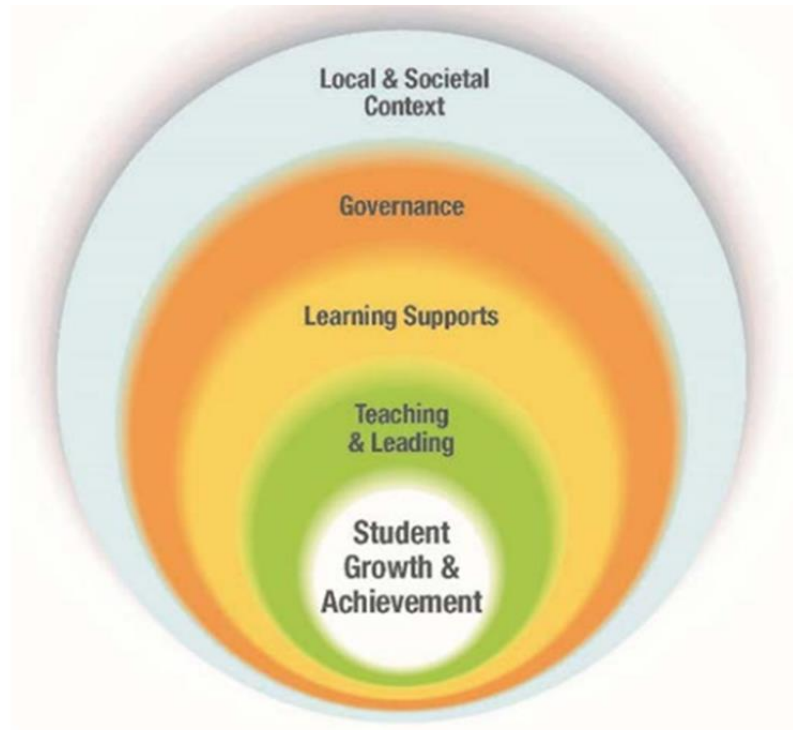 Local & Societal
Context
Governance
Learning Supports
Teaching
& Leading
Student
Growth &
Achievement